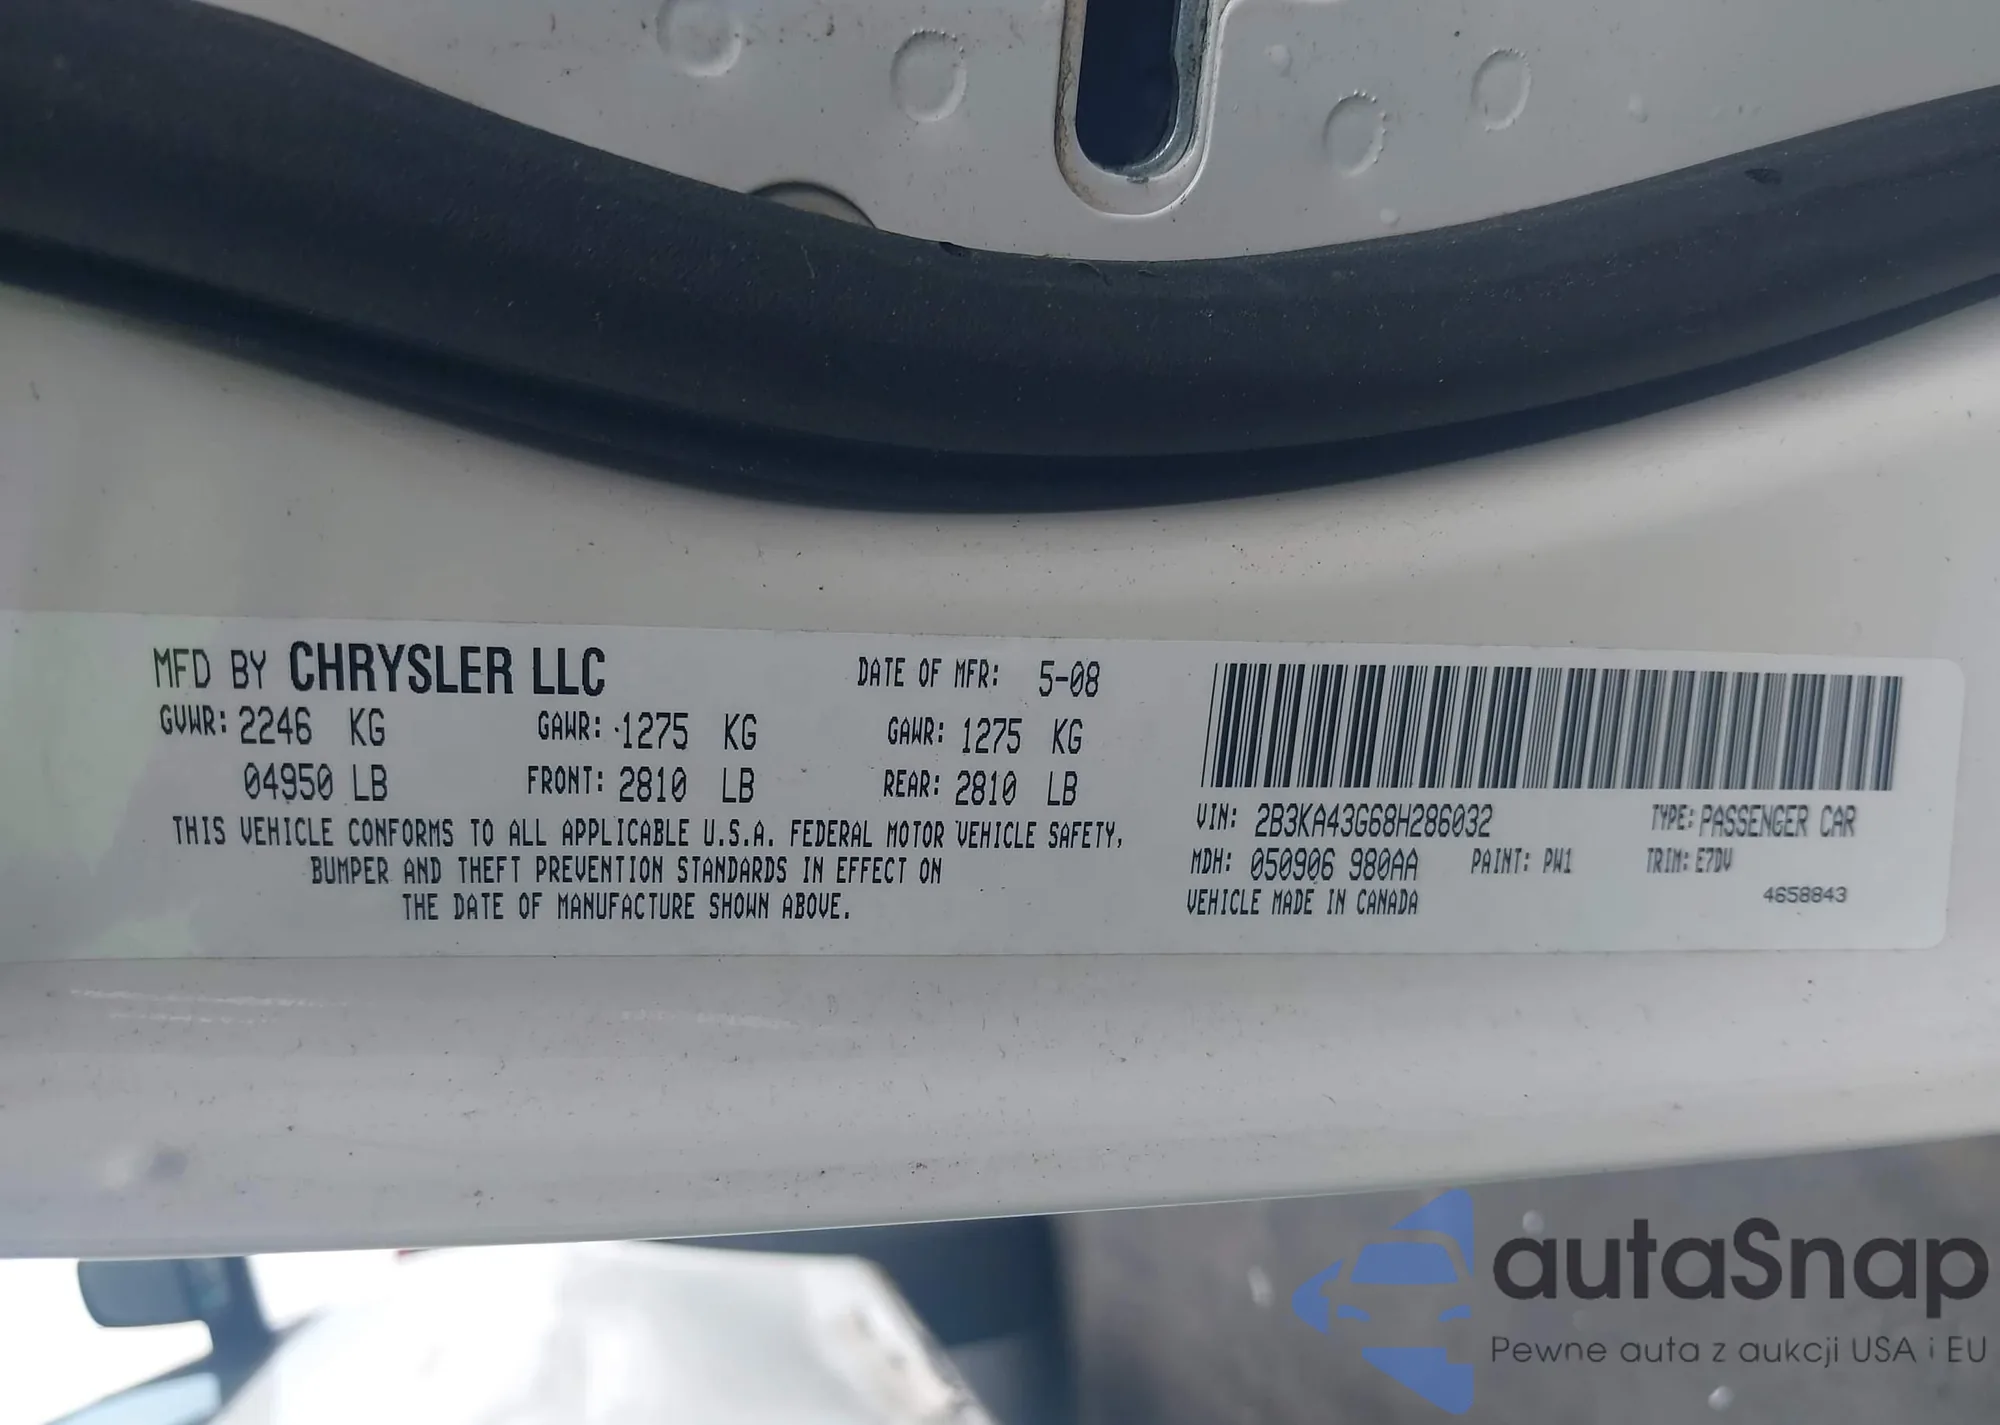 MFD BY CHRYSLER LLC DATE OF MFR: 5-08
GVWR: 2246 KG GAWR: 1275 KG GAWR: 1275 KG
04950 LB FRONT: 2810 LB REAR: 2810 LB
THIS VEHICLE CONFORMS TO ALL APPLICABLE U.S.A. FEDERAL MOTOR VEHICLE SAFETY,
BUMPER AND THEFT PREVENTION STANDARDS IN EFFECT ON
THE DATE OF MANUFACTURE SHOWN ABOVE.
VIN: 2B3KA43G68H286032 TYPE: PASSENGER CAR
MDH: 050906 980AA PAINT: PW1 TRIM: E7DV
VEHICLE MADE IN CANADA 4658843
autaSnap
Pewne auta z aukcji USA i EU